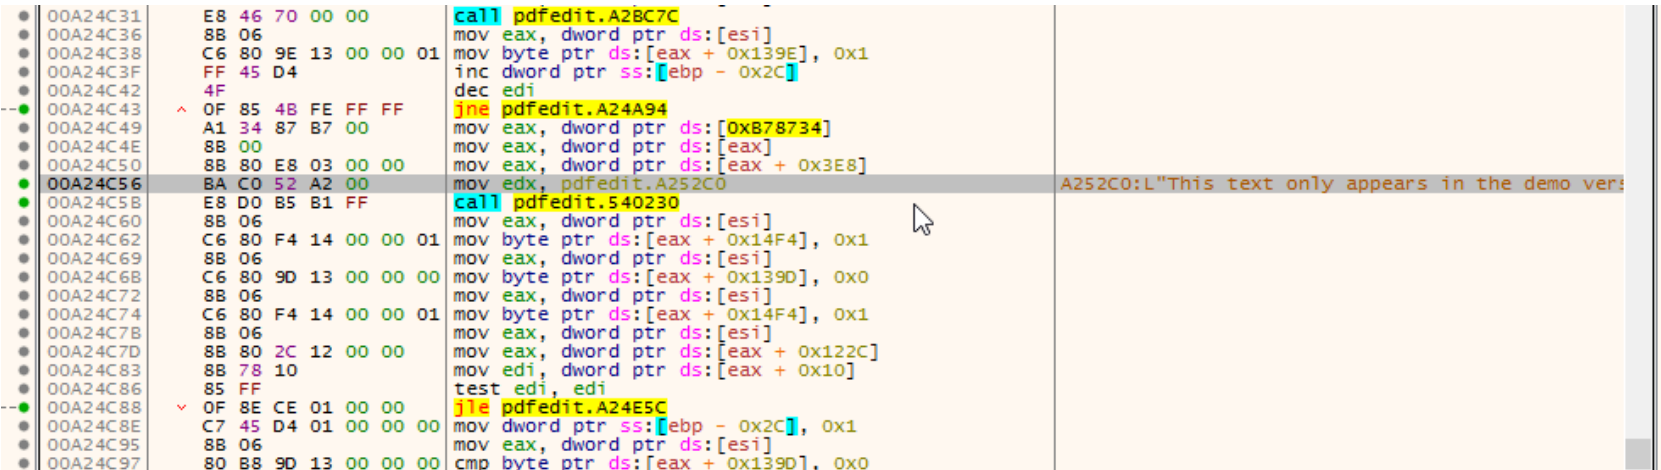 00A24C31 E8 46 70 00 00 call pdfedit.A2BC7C
00A24C36 8B 06 mov eax, dword ptr ds:[esi]
00A24C38 C6 80 9E 13 00 00 01 mov byte ptr ds:[eax + 0x139E], 0x1
00A24C3F FF 45 D4 inc dword ptr ss:[ebp - 0x2C]
00A24C42 4F dec edi
00A24C43 ^ 0F 85 4B FE FF FF jne pdfedit.A24A94
00A24C49 A1 34 87 B7 00 mov eax, dword ptr ds:[0xB78734]
00A24C4E 8B 00 mov eax, dword ptr ds:[eax]
00A24C50 8B 80 E8 03 00 00 mov eax, dword ptr ds:[eax + 0x3E8]
00A24C56 BA C0 52 A2 00 mov edx, pdfedit.A252C0 A252C0:L"This text only appears in the demo vers
00A24C5B E8 D0 B5 B1 FF call pdfedit.540230
00A24C60 8B 06 mov eax, dword ptr ds:[esi]
00A24C62 C6 80 F4 14 00 00 01 mov byte ptr ds:[eax + 0x14F4], 0x1
00A24C69 8B 06 mov eax, dword ptr ds:[esi]
00A24C6B C6 80 9D 13 00 00 00 mov byte ptr ds:[eax + 0x139D], 0x0
00A24C72 8B 06 mov eax, dword ptr ds:[esi]
00A24C74 C6 80 F4 14 00 00 01 mov byte ptr ds:[eax + 0x14F4], 0x1
00A24C7B 8B 06 mov eax, dword ptr ds:[esi]
00A24C7D 8B 80 2C 12 00 00 mov eax, dword ptr ds:[eax + 0x122C]
00A24C83 8B 78 10 mov edi, dword ptr ds:[eax + 0x10]
00A24C86 85 FF test edi, edi
00A24C88 v 0F 8E CE 01 00 00 jle pdfedit.A24E5C
00A24C8E C7 45 D4 01 00 00 00 mov dword ptr ss:[ebp - 0x2C], 0x1
00A24C95 8B 06 mov eax, dword ptr ds:[esi]
00A24C97 80 B8 9D 13 00 00 00 cmp byte ptr ds:[eax + 0x139D], 0x0